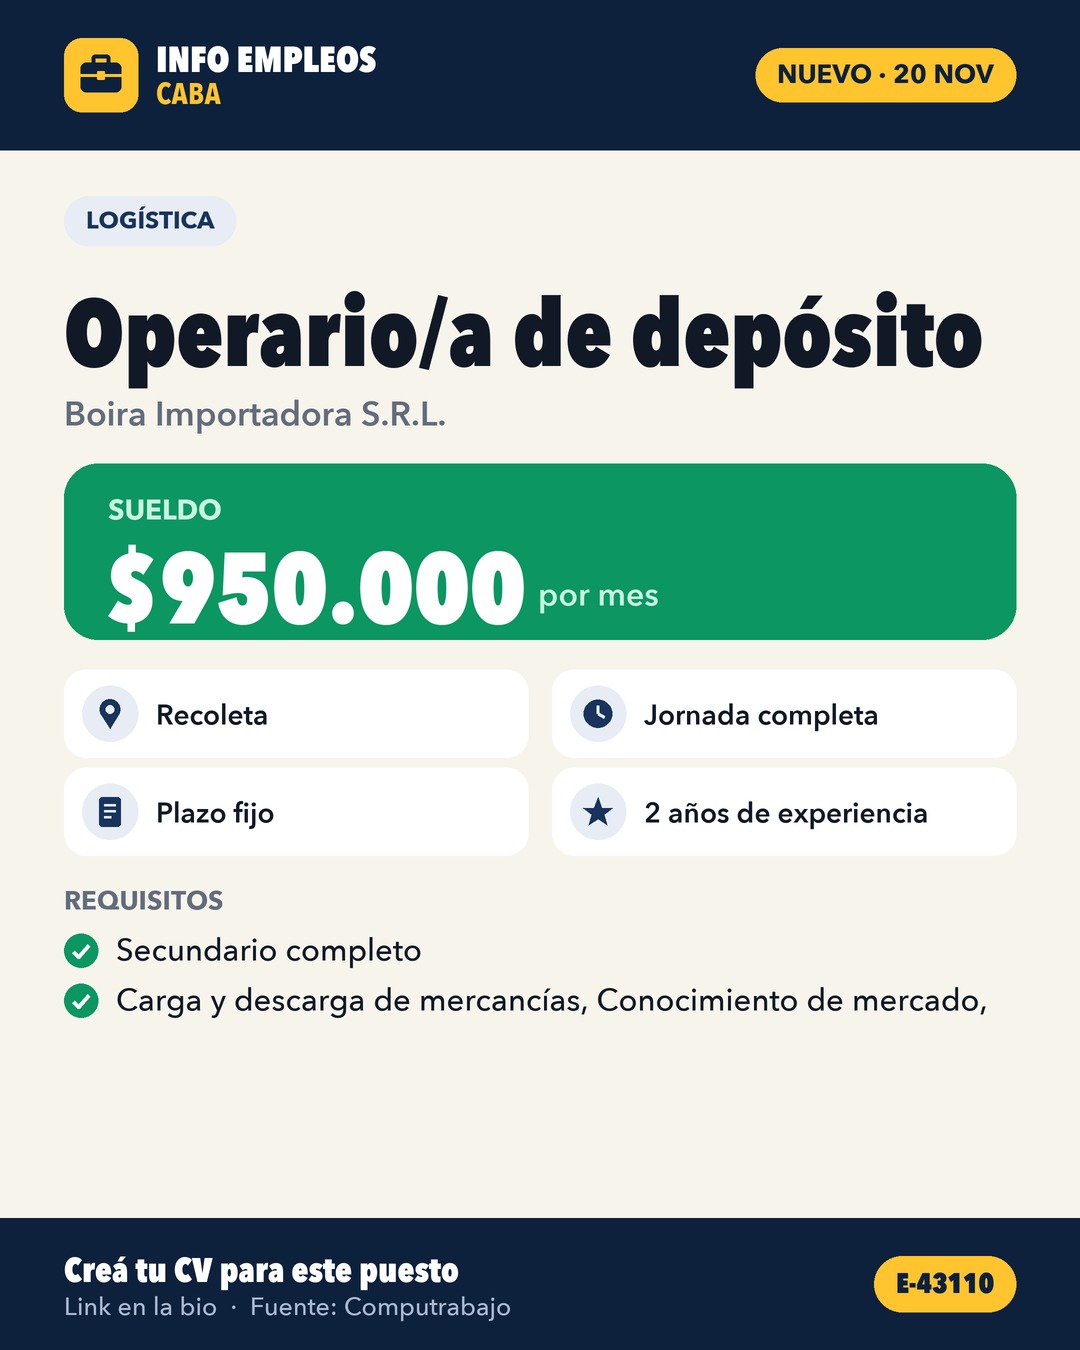 INFO EMPLEOS
CABA
NUEVO · 20 NOV
LOGÍSTICA
Operario/a de depósito
Boira Importadora S.R.L.
SUELDO
$950.000 por mes
Recoleta
Jornada completa
Plazo fijo
2 años de experiencia
REQUISITOS
Secundario completo
Carga y descarga de mercancías, Conocimiento de mercado,
Creá tu CV para este puesto
Link en la bio · Fuente: Computrabajo
E-43110